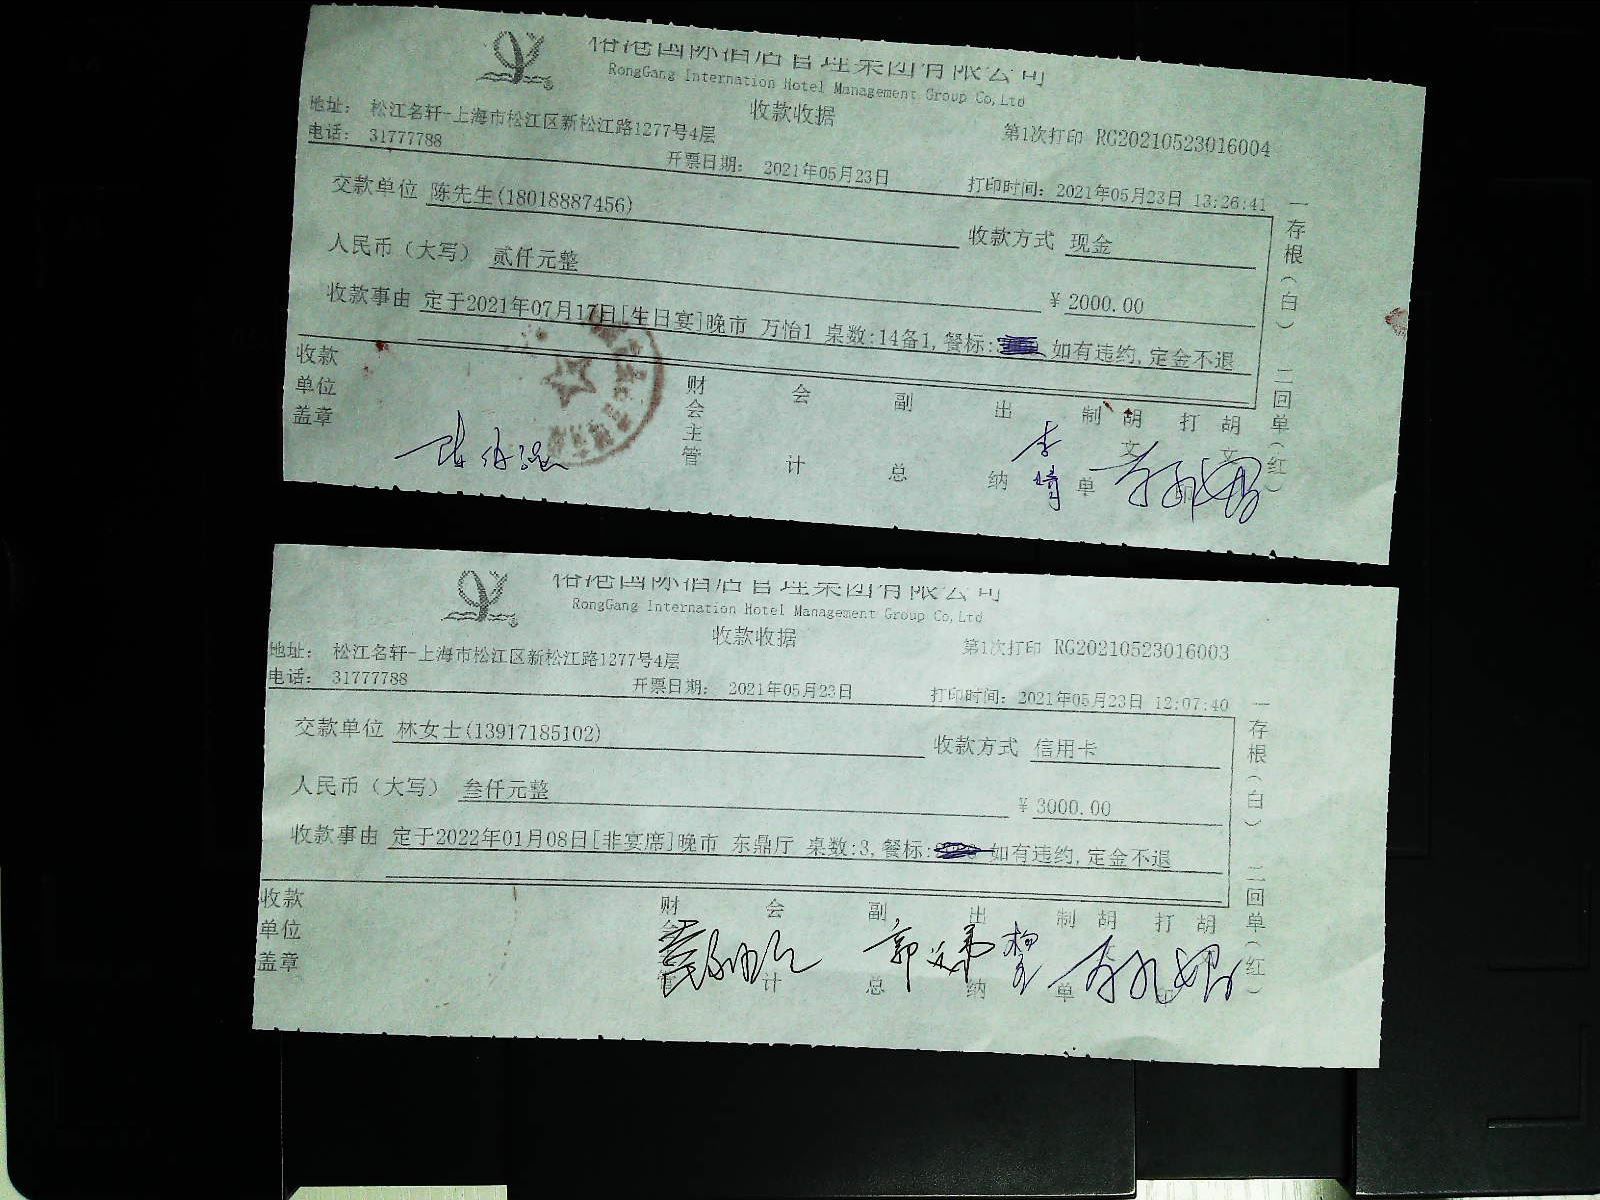 裕港国际酒店管理集团有限公司
RongGang Internation Hotel Management Group Co,Ltd
收款收据
地址: 松江名轩-上海市松江区新松江路1277号4层
第1次打印 RG20210523016004
电话: 31777788
开票日期: 2021年05月23日
打印时间: 2021年05月23日 13:26:41
交款单位 陈先生(18018887456)
收款方式 现金
人民币(大写) 贰仟元整
¥ 2000.00
收款事由 定于2021年07月17日[生日宴]晚市 万怡1 桌数:14备1,餐标: 如有违约,定金不退
收款单位盖章
财会主管
会计
副总
出纳 李
制单 胡文
打印 胡文
一存根(白) 二回单(红)
裕港国际酒店管理集团有限公司
RongGang Internation Hotel Management Group Co,Ltd
收款收据
地址: 松江名轩-上海市松江区新松江路1277号4层
第1次打印 RG20210523016003
电话: 31777788
开票日期: 2021年05月23日
打印时间: 2021年05月23日 12:07:40
交款单位 林女士(13917185102)
收款方式 信用卡
人民币(大写) 叁仟元整
¥ 3000.00
收款事由 定于2022年01月08日[非宴席]晚市 东鼎厅 桌数:3,餐标: 如有违约,定金不退
收款单位盖章
财会主管
会计
副总
出纳
制单 胡
打印 胡
一存根(白) 二回单(红)